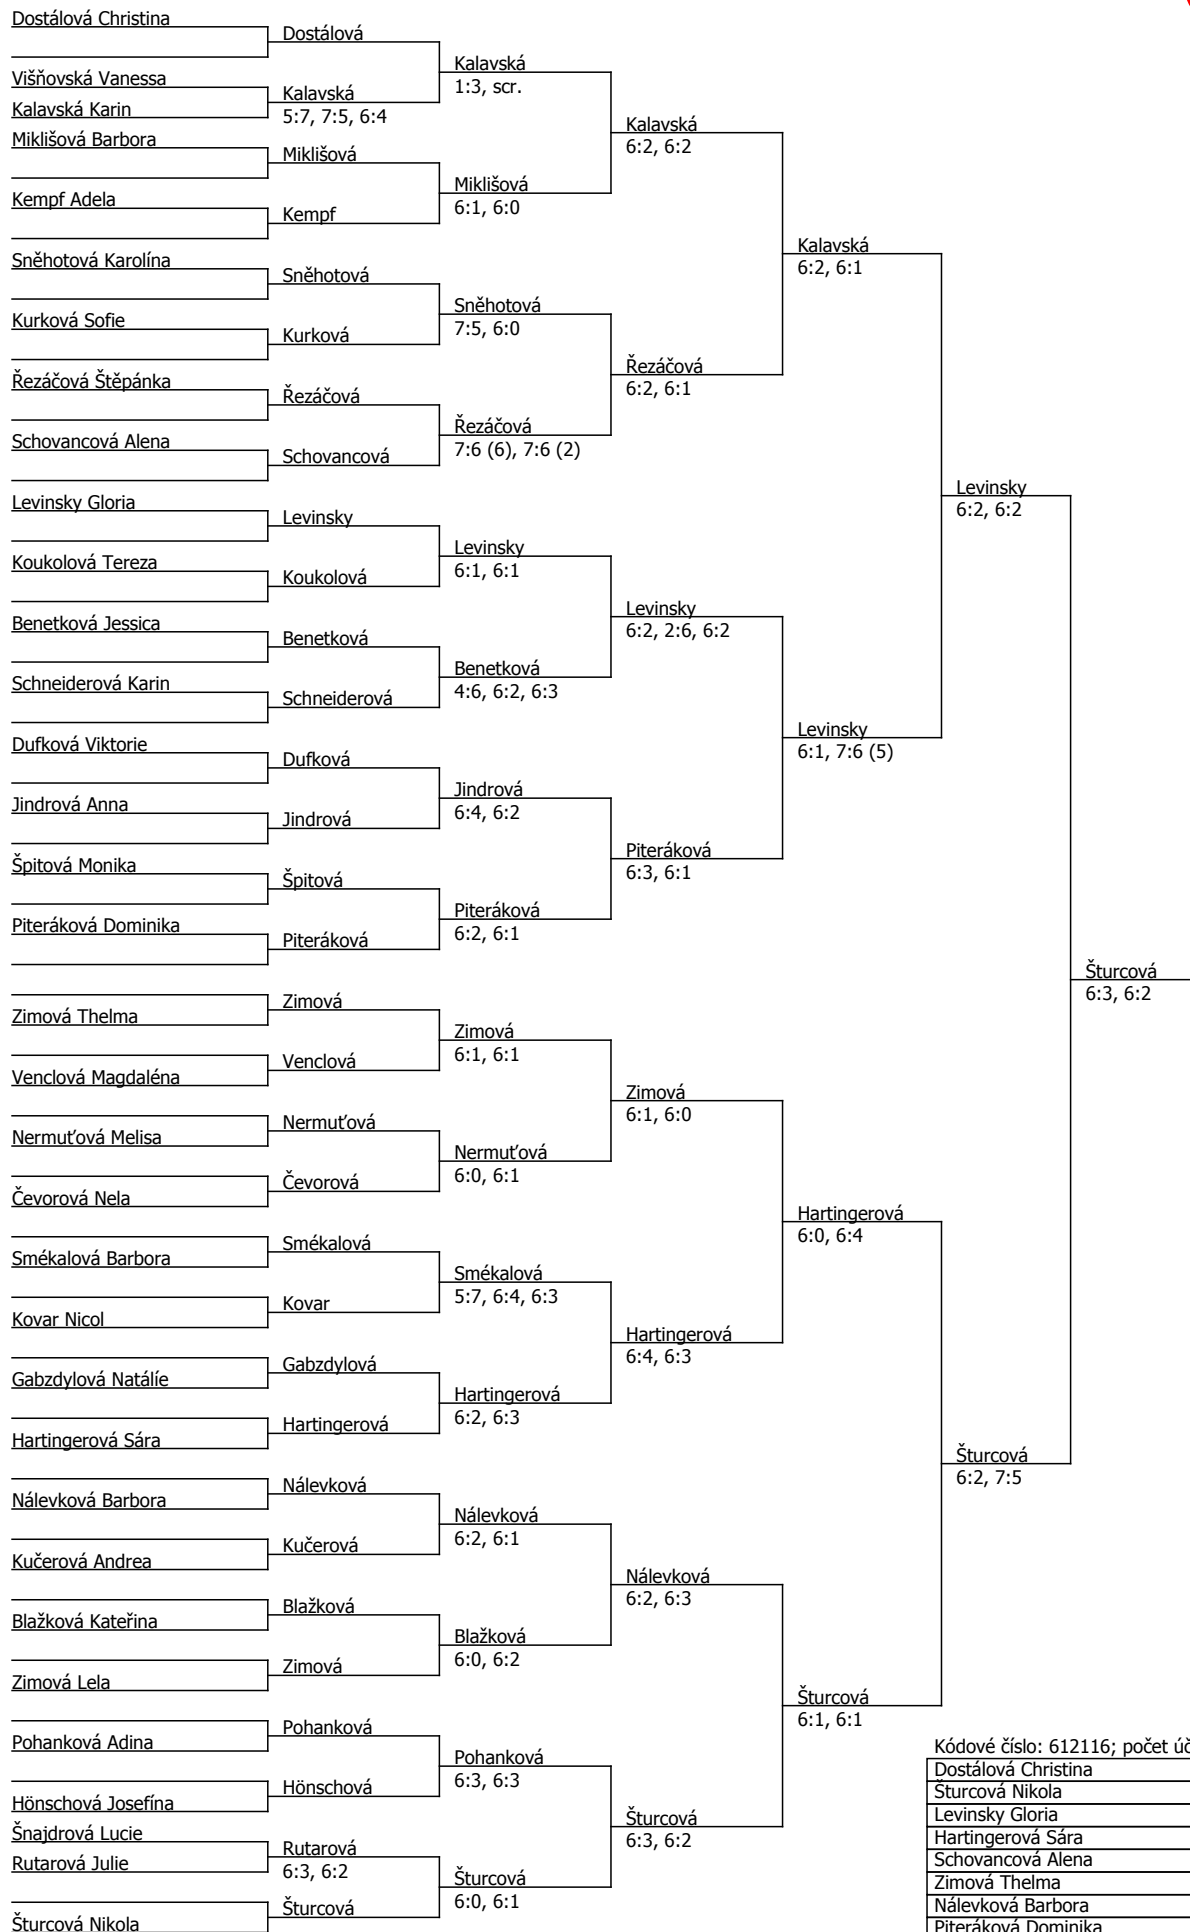 Dostálová Christina
Višňovská Vanessa
Kalavská Karin
Miklišová Barbora
Kempf Adela
Sněhotová Karolína
Kurková Sofie
Řezáčová Štěpánka
Schovancová Alena
Levinsky Gloria
Koukolová Tereza
Benetková Jessica
Schneiderová Karin
Dufková Viktorie
Jindrová Anna
Špitová Monika
Piteráková Dominika
Zimová Thelma
Venclová Magdaléna
Nermuťová Melisa
Čevorová Nela
Smékalová Barbora
Kovar Nicol
Gabzdylová Natálie
Hartingerová Sára
Nálevková Barbora
Kučerová Andrea
Blažková Kateřina
Zimová Lela
Pohanková Adina
Hönschová Josefína
Šnajdrová Lucie
Rutarová Julie
Šturcová Nikola
Dostálová
Kalavská
5:7, 7:5, 6:4
Miklišová
Kempf
Sněhotová
Kurková
Řezáčová
Schovancová
Levinsky
Koukolová
Benetková
Schneiderová
Dufková
Jindrová
Špitová
Piteráková
Zimová
Venclová
Nermuťová
Čevorová
Smékalová
Kovar
Gabzdylová
Hartingerová
Nálevková
Kučerová
Blažková
Zimová
Pohanková
Hönschová
Rutarová
6:3, 6:2
Šturcová
Kalavská
1:3, scr.
Miklišová
6:1, 6:0
Sněhotová
7:5, 6:0
Řezáčová
7:6 (6), 7:6 (2)
Levinsky
6:1, 6:1
Benetková
4:6, 6:2, 6:3
Jindrová
6:4, 6:2
Piteráková
6:2, 6:1
Zimová
6:1, 6:1
Nermuťová
6:0, 6:1
Smékalová
5:7, 6:4, 6:3
Hartingerová
6:2, 6:3
Nálevková
6:2, 6:1
Blažková
6:0, 6:2
Pohanková
6:3, 6:3
Šturcová
6:0, 6:1
Kalavská
6:2, 6:2
Řezáčová
6:2, 6:1
Levinsky
6:2, 2:6, 6:2
Piteráková
6:3, 6:1
Zimová
6:1, 6:0
Hartingerová
6:4, 6:3
Nálevková
6:2, 6:3
Šturcová
6:3, 6:2
Kalavská
6:2, 6:1
Levinsky
6:1, 7:6 (5)
Hartingerová
6:0, 6:4
Šturcová
6:1, 6:1
Levinsky
6:2, 6:2
Šturcová
6:2, 7:5
Šturcová
6:3, 6:2
Kódové číslo: 612116; počet úč
Dostálová Christina
Šturcová Nikola
Levinsky Gloria
Hartingerová Sára
Schovancová Alena
Zimová Thelma
Nálevková Barbora
Piteráková Dominika